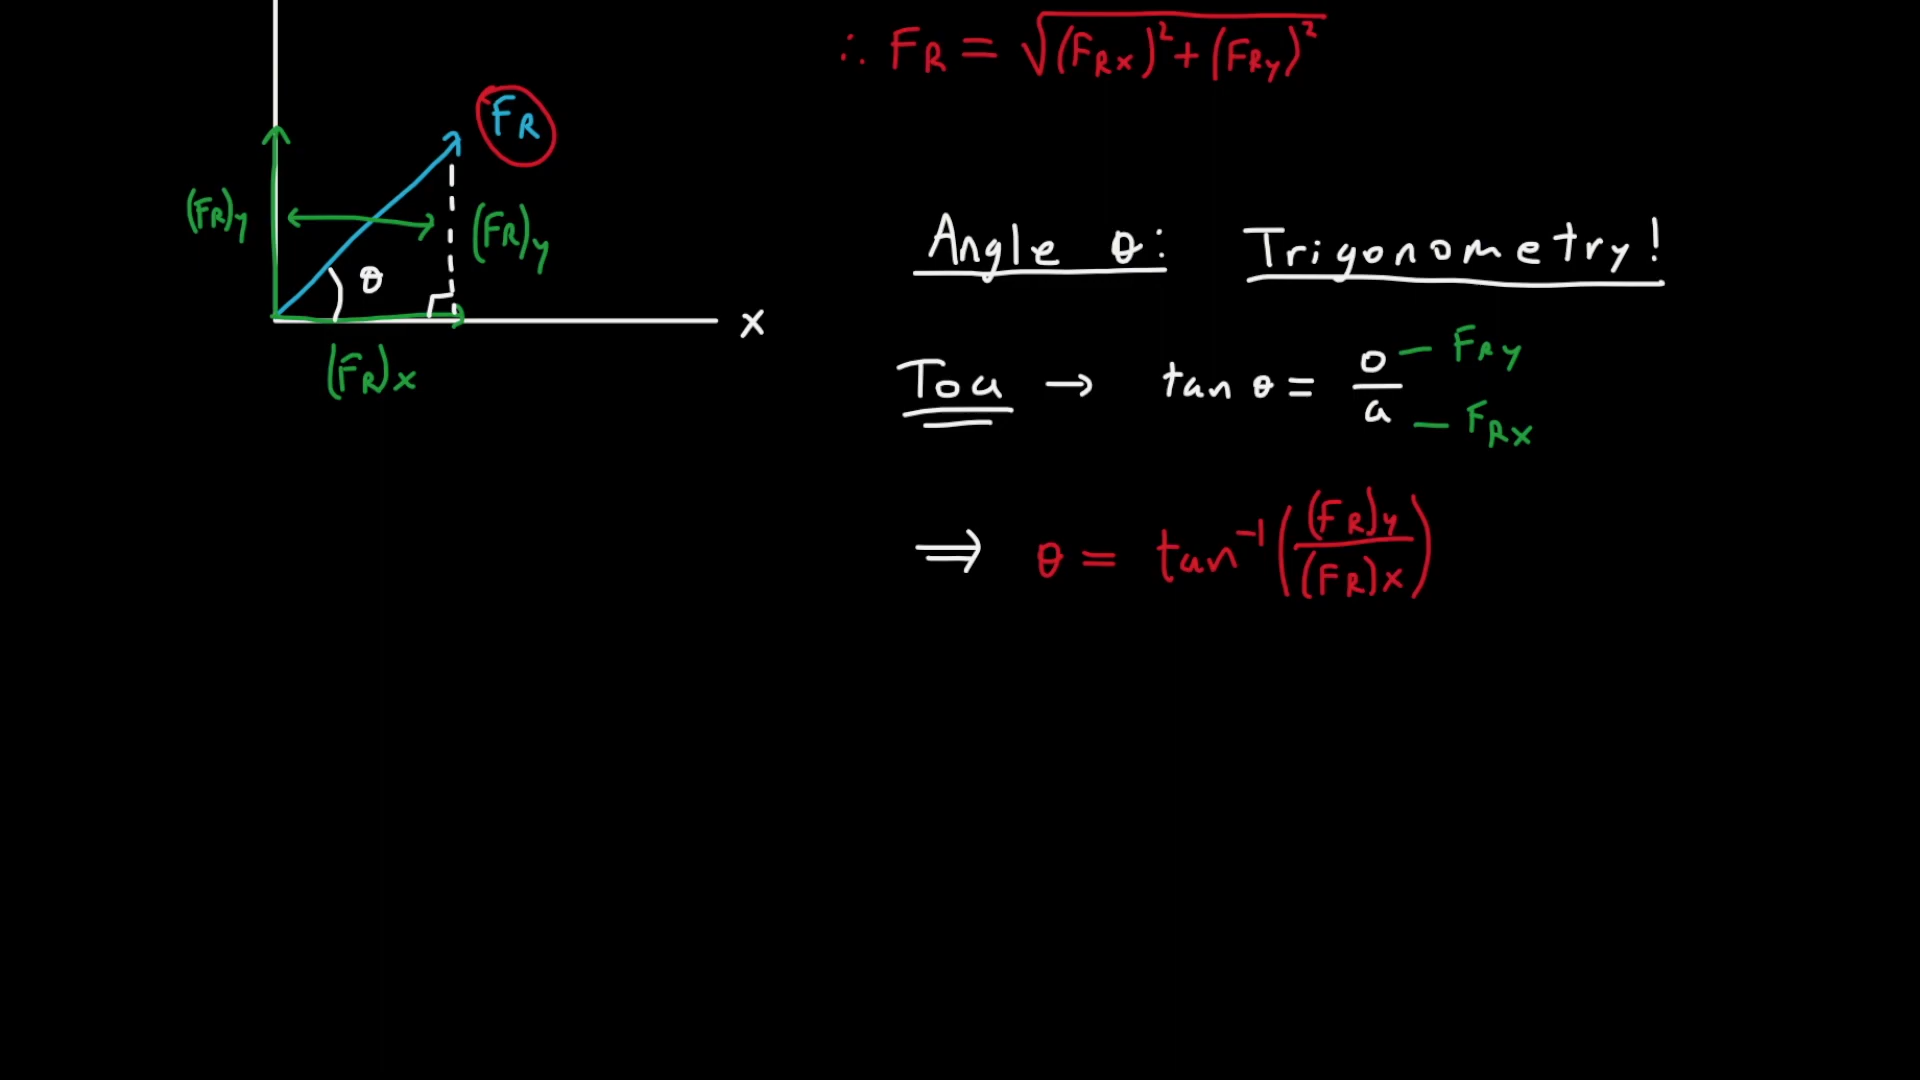 ∴ FR = √(FRx)² + (FRy)²
FR
(FR)y
(FR)y
θ
x
(FR)x
Angle θ: Trigonometry!
Toa → tan θ = o/a – FRy – FRx
⇒ θ = tan⁻¹((FR)y/(FR)x)